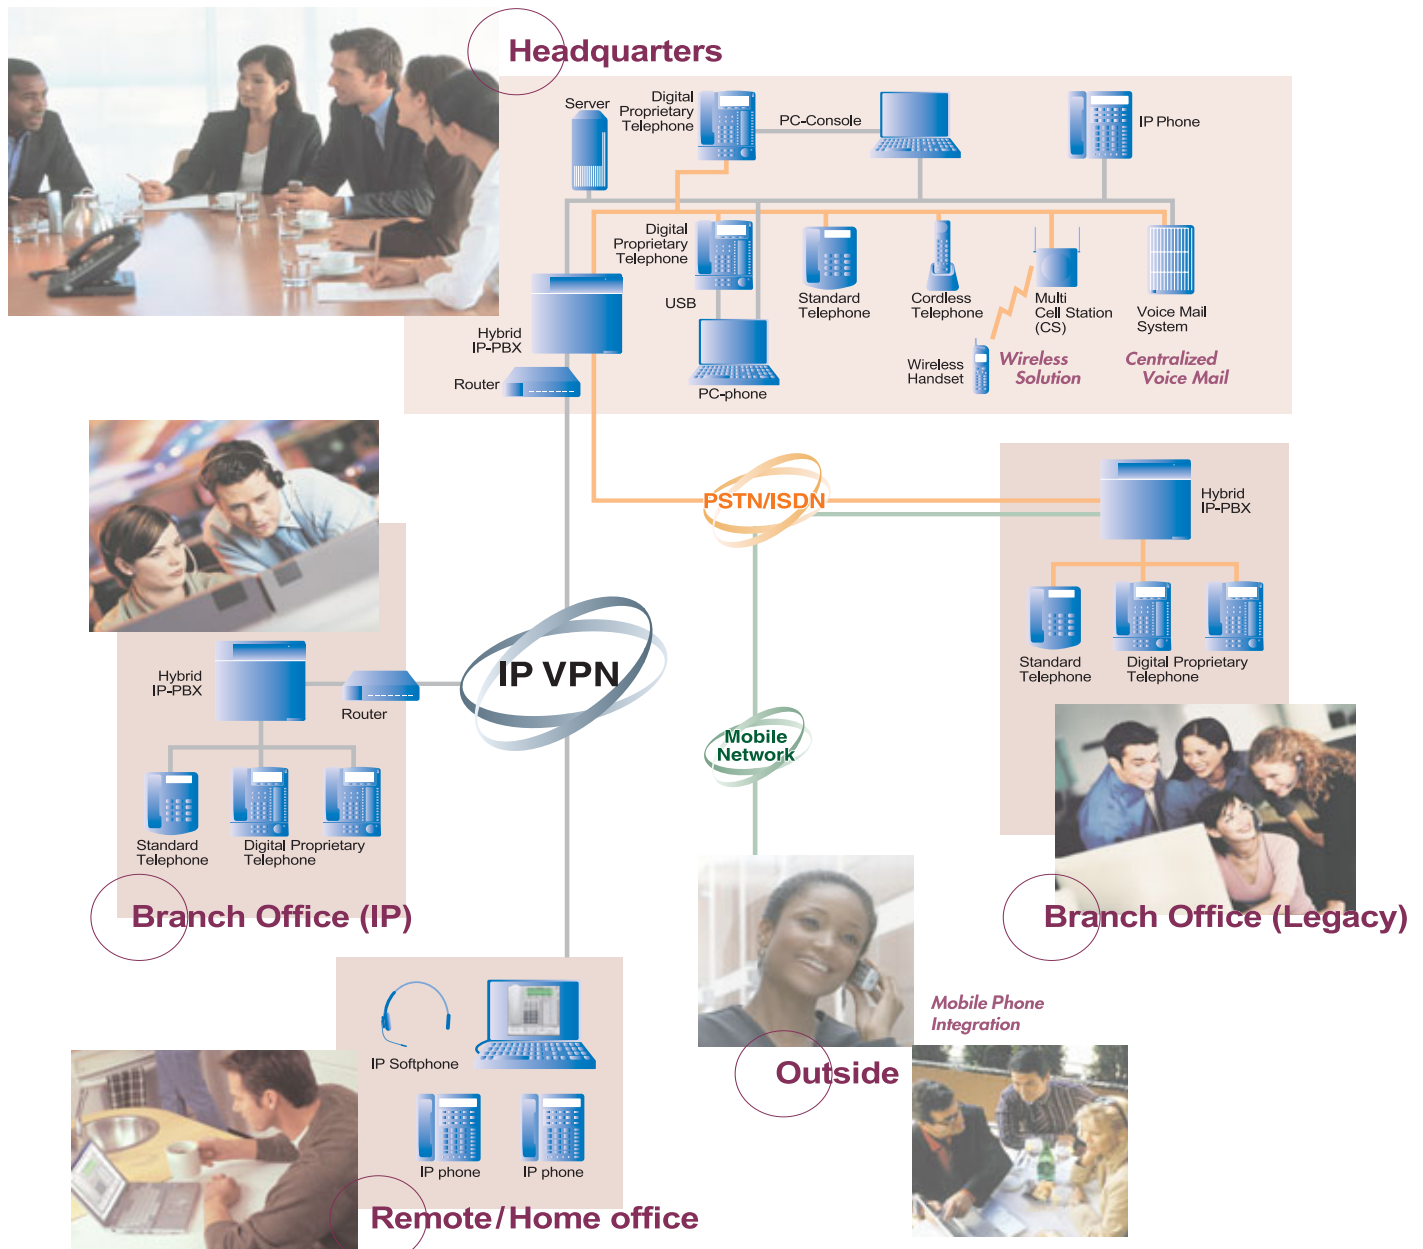 Headquarters
Server
Digital
Proprietary
Telephone
PC-Console
IP Phone
Digital
Proprietary
Telephone
USB
Standard
Telephone
Cordless
Telephone
Multi
Cell Station
(CS)
Voice Mail
System
Hybrid
IP-PBX
Router
PC-phone
Wireless
Handset
Wireless
Solution
Centralized
Voice Mail
PSTN/ISDN
Hybrid
IP-PBX
Standard
Telephone
Digital Proprietary
Telephone
Branch Office (Legacy)
IP VPN
Hybrid
IP-PBX
Router
Standard
Telephone
Digital Proprietary
Telephone
Branch Office (IP)
Mobile
Network
Mobile Phone
Integration
Outside
IP Softphone
IP phone
IP phone
Remote/Home office